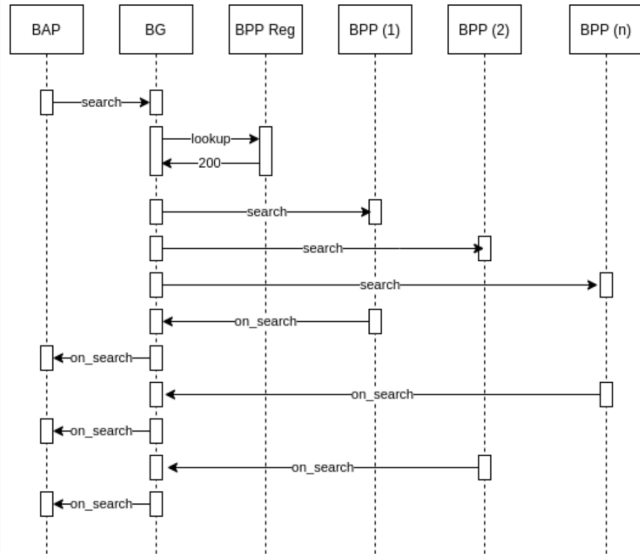 BAP BG BPP Reg BPP (1) BPP (2) BPP (n)
search
lookup
200
search
search
search
on_search
on_search
on_search
on_search
on_search
on_search